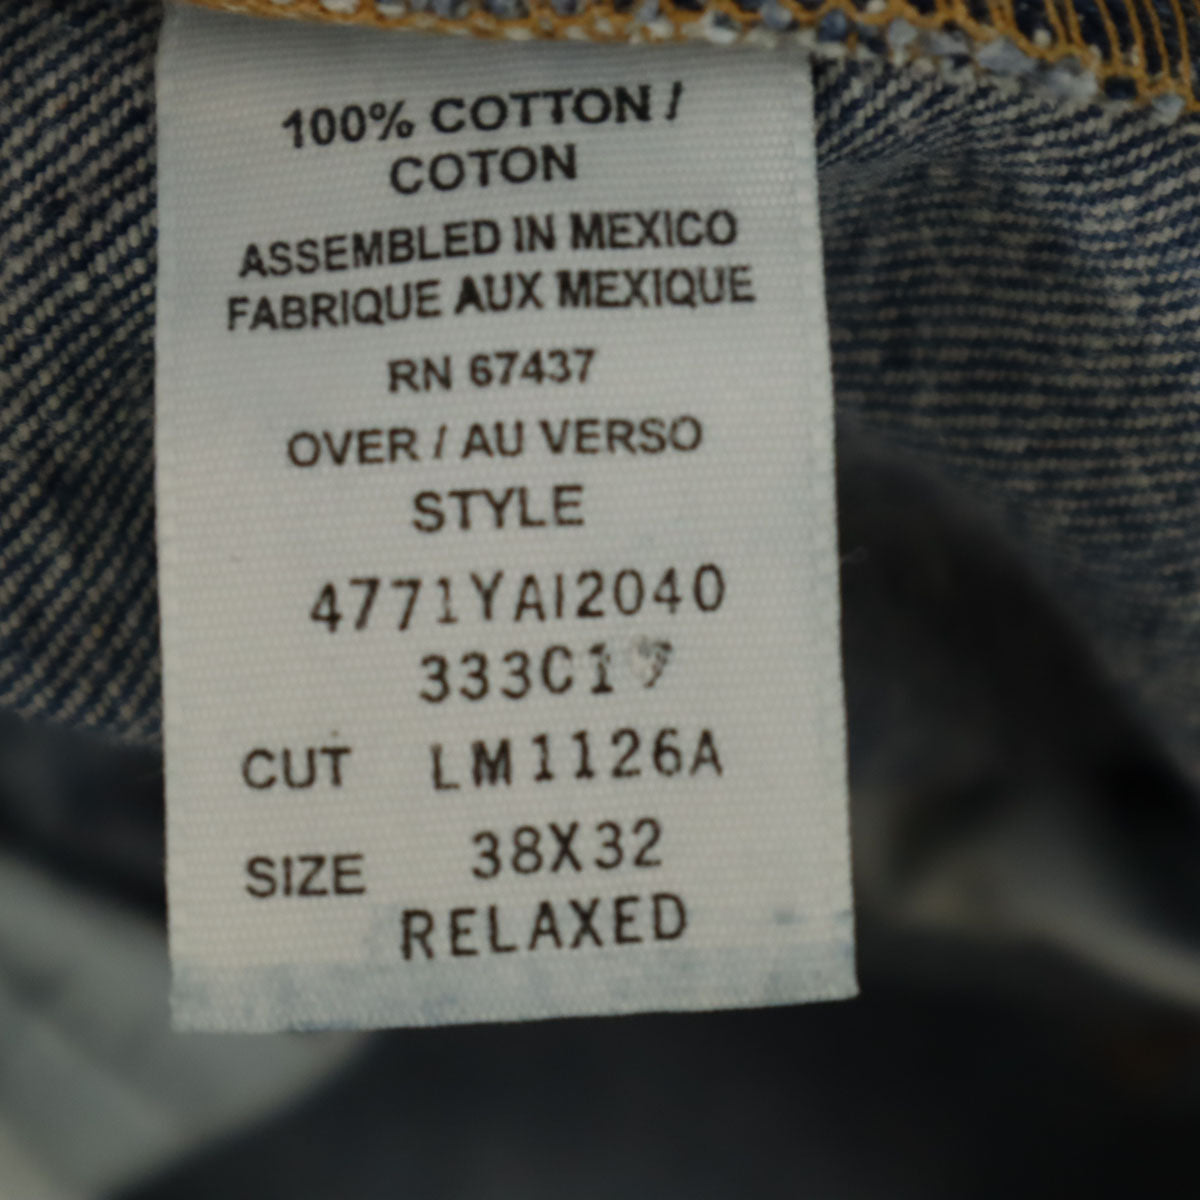 100% COTTON /
COTON
ASSEMBLED IN MEXICO
FABRIQUE AUX MEXIQUE
RN 67437
OVER / AU VERSO
STYLE
4771YAI2040
CUT LM1126A
SIZE 38X32
RELAXED